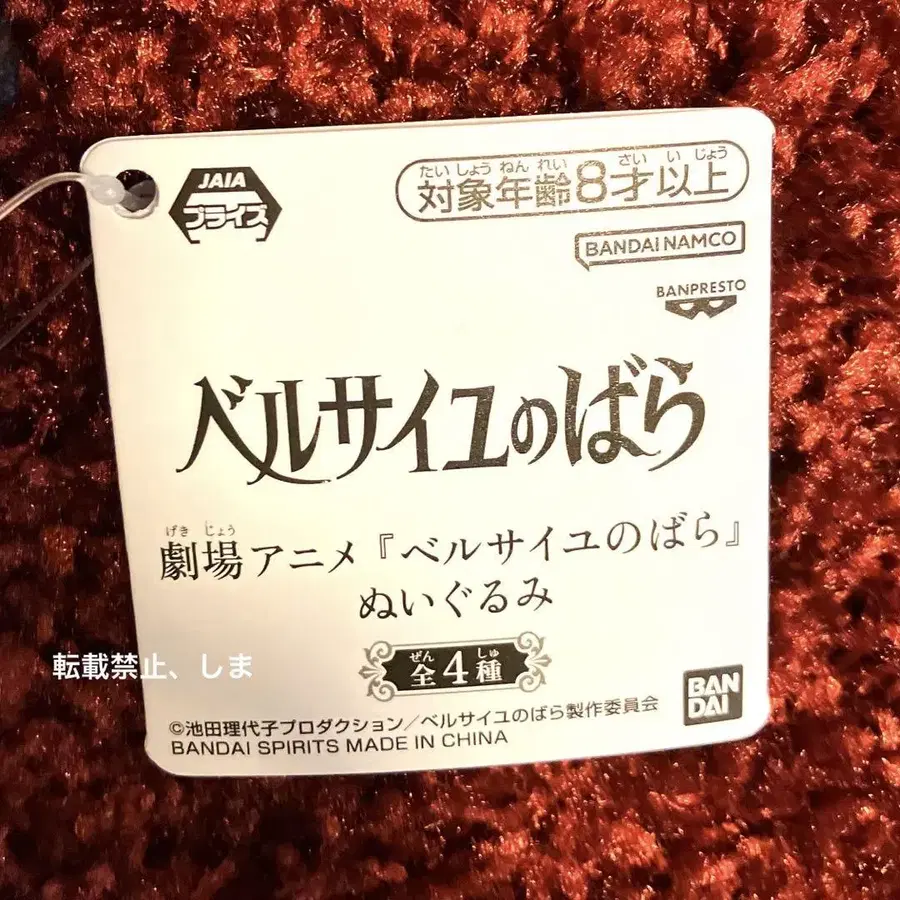 JAIA
プライズ
たいしょうねんれい さいいじょう
対象年齢8才以上
BANDAI NAMCO
BANPRESTO
ベルサイユのばら
げきじょう
劇場アニメ『ベルサイユのばら』
ぬいぐるみ
ぜん しゅ
全4種
転載禁止、しま
BAN
DAI
©池田理代子プロダクション/ベルサイユのばら製作委員会
BANDAI SPIRITS MADE IN CHINA